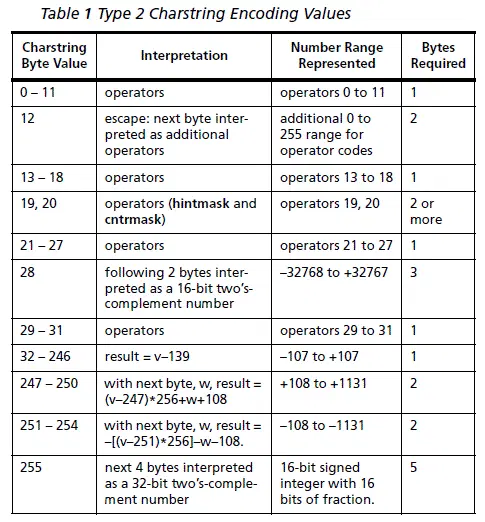 Table 1 Type 2 Charstring Encoding Values
Charstring Byte Value Interpretation Number Range Represented Bytes Required
0 – 11 operators operators 0 to 11 1
12 escape: next byte inter- additional 0 to 2
preted as additional 255 range for
operators operator codes
13 – 18 operators operators 13 to 18 1
19, 20 operators (hintmask and operators 19, 20 2 or
cntrmask) more
21 – 27 operators operators 21 to 27 1
28 following 2 bytes inter- –32768 to +32767 3
preted as a 16-bit two’s-
complement number
29 – 31 operators operators 29 to 31 1
32 – 246 result = v–139 –107 to +107 1
247 – 250 with next byte, w, result = +108 to +1131 2
(v–247)*256+w+108
251 – 254 with next byte, w, result = –108 to –1131 2
–[(v–251)*256]–w–108.
255 next 4 bytes interpreted 16-bit signed 5
as a 32-bit two’s-comple- integer with 16
ment number bits of fraction.